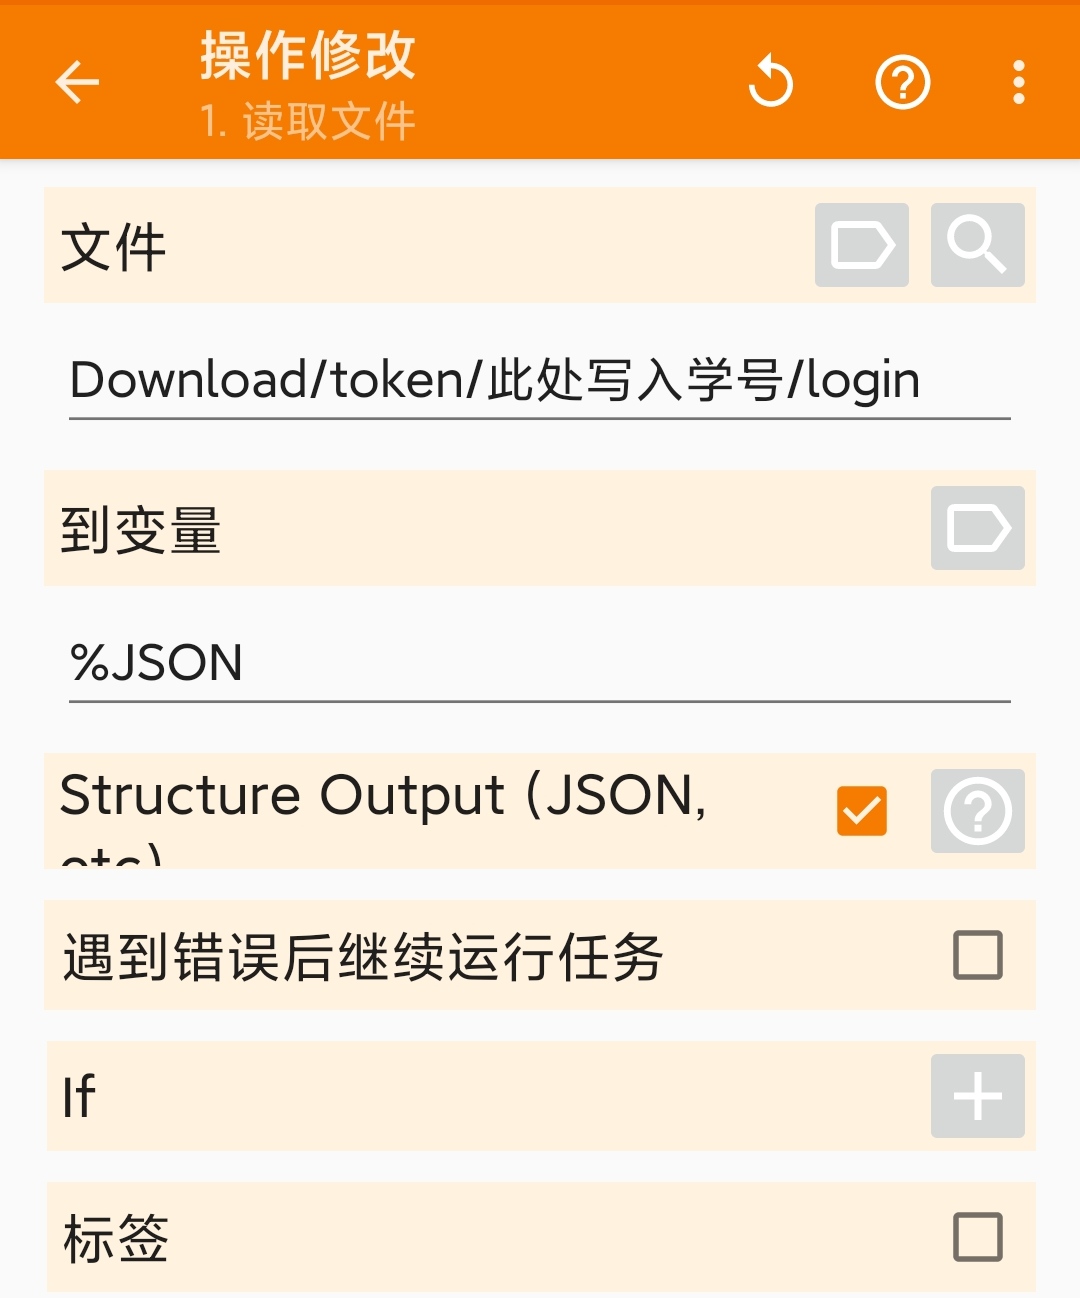 操作修改
1. 读取文件
文件
Download/token/此处写入学号/login
到变量
%JSON
Structure Output (JSON,
etc)
遇到错误后继续运行任务
If
标签